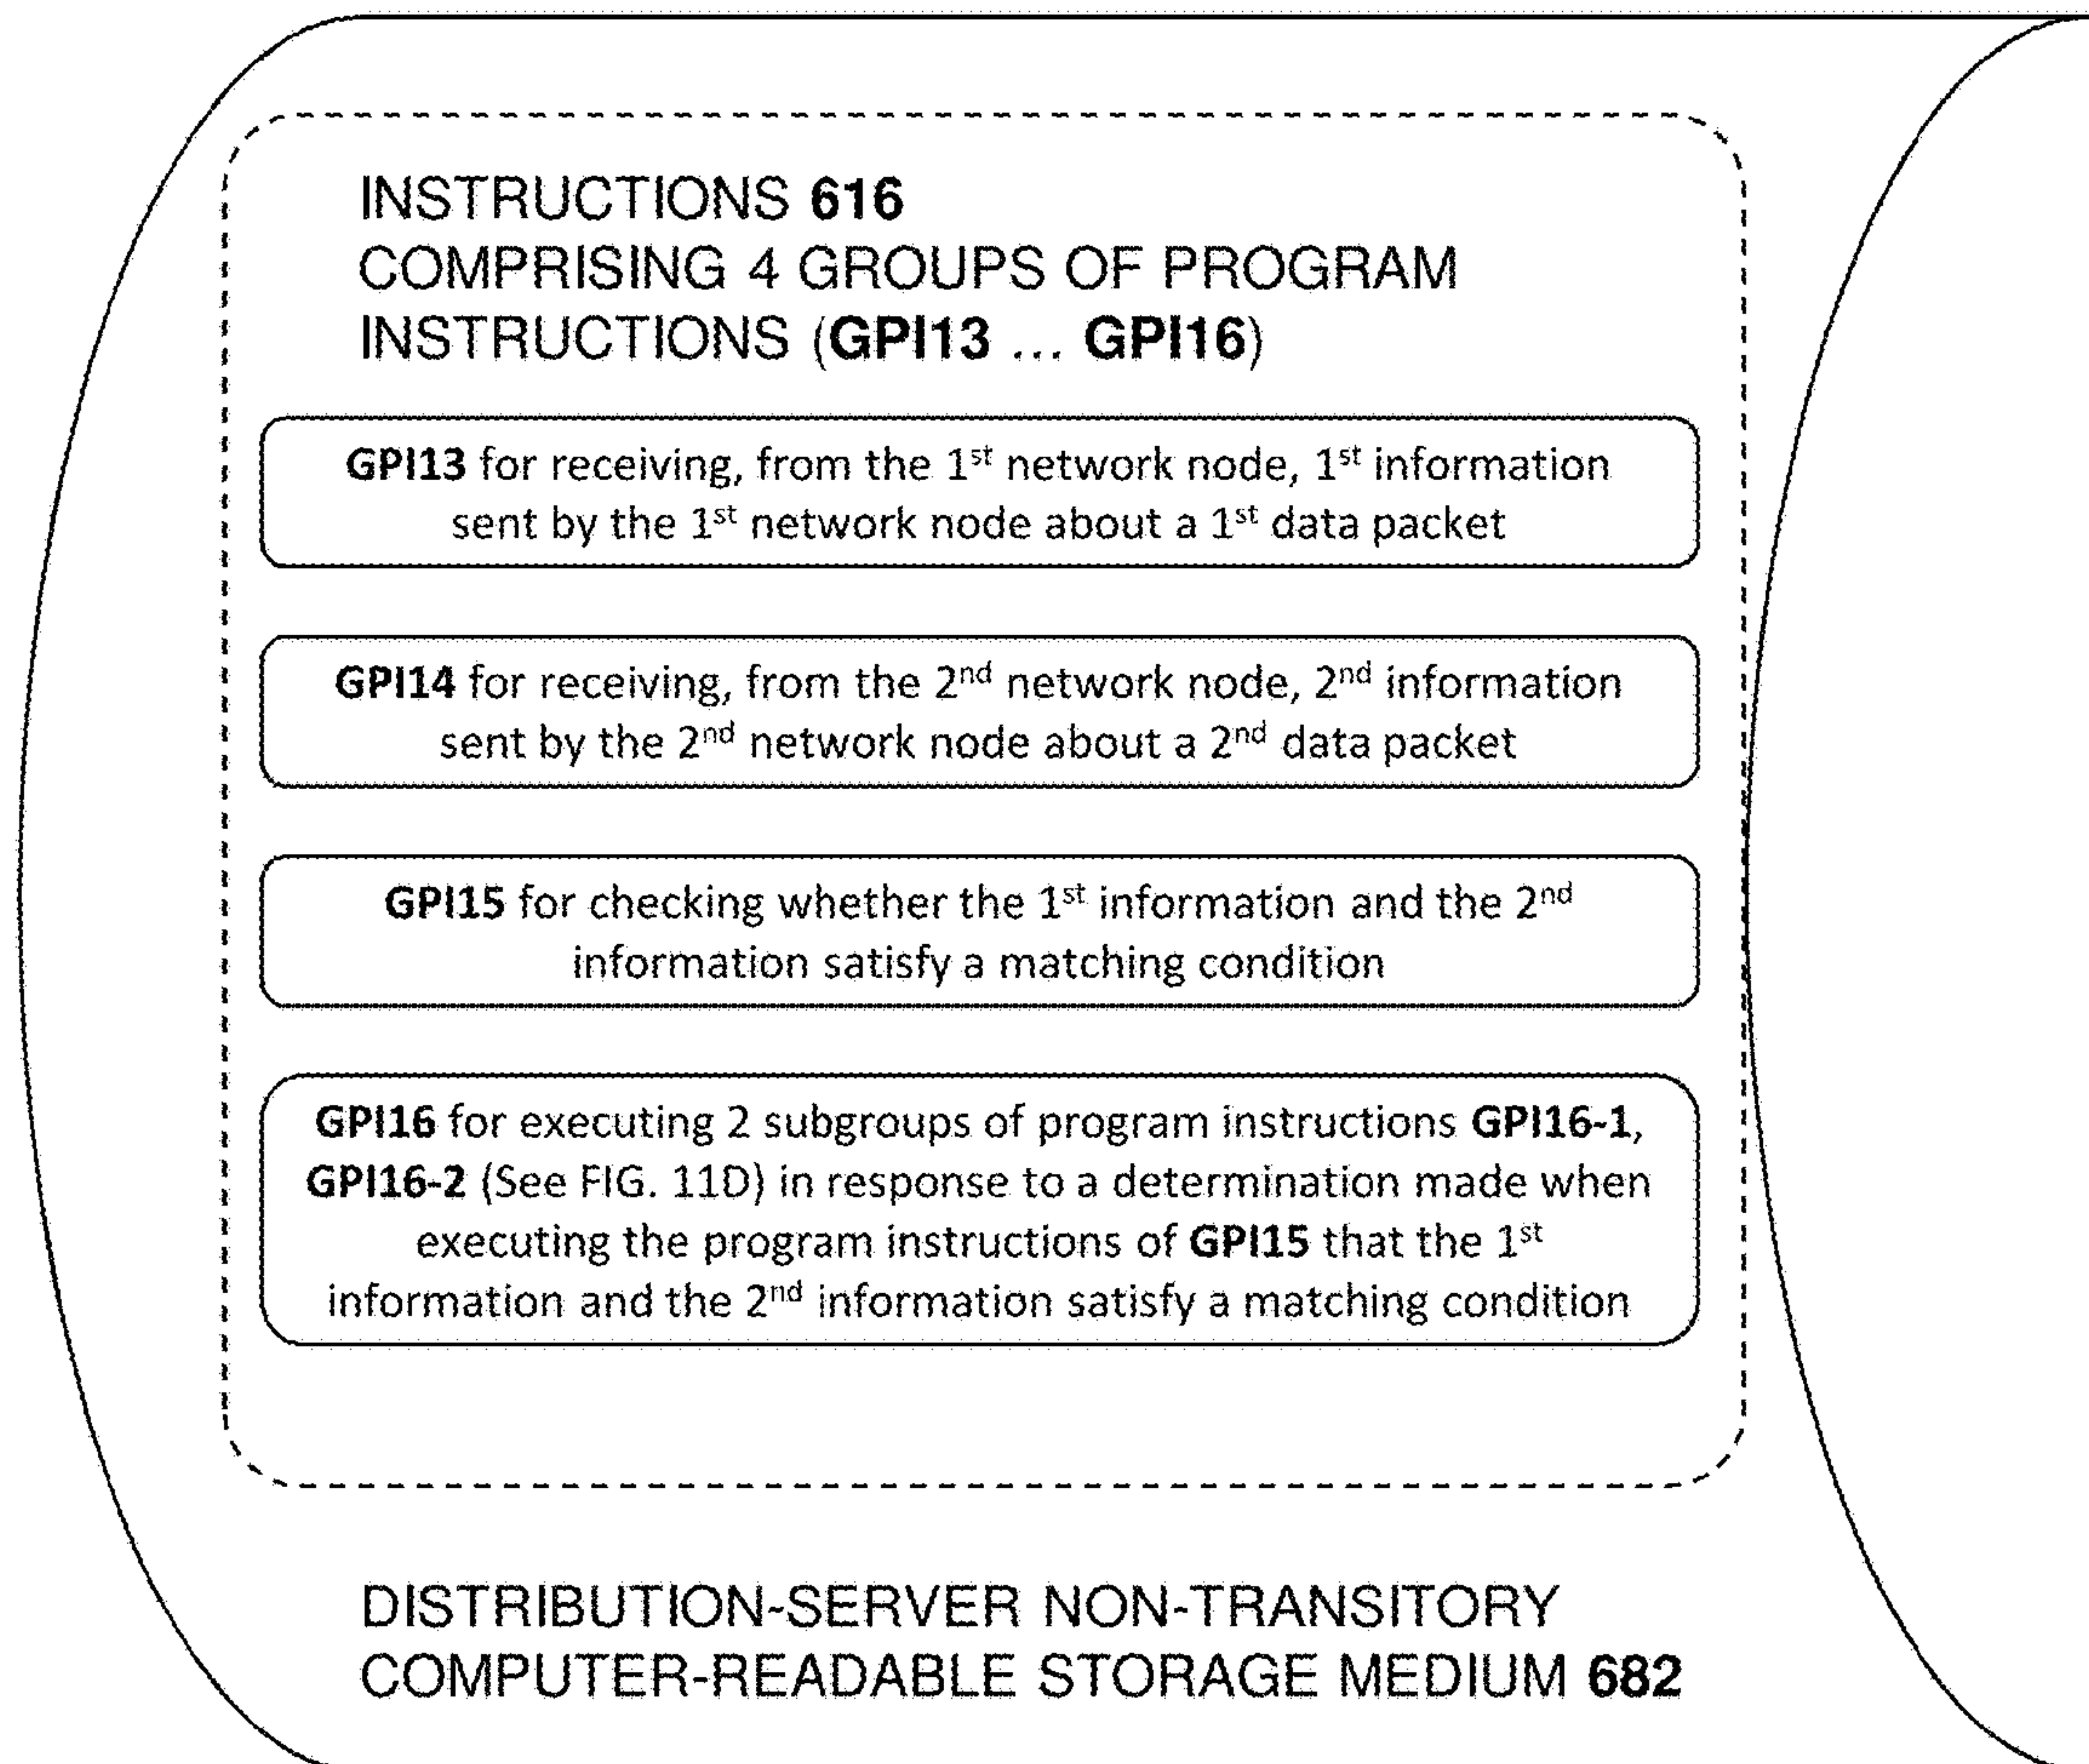 INSTRUCTIONS 616
COMPRISING 4 GROUPS OF PROGRAM
INSTRUCTIONS (GPI13 ... GPI16)
GPI13 for receiving, from the 1st network node, 1st information
sent by the 1st network node about a 1st data packet
GPI14 for receiving, from the 2nd network node, 2nd information
sent by the 2nd network node about a 2nd data packet
GPI15 for checking whether the 1st information and the 2nd
information satisfy a matching condition
GPI16 for executing 2 subgroups of program instructions GPI16-1,
GPI16-2 (See FIG. 11D) in response to a determination made when
executing the program instructions of GPI15 that the 1st
information and the 2nd information satisfy a matching condition
DISTRIBUTION-SERVER NON-TRANSITORY
COMPUTER-READABLE STORAGE MEDIUM 682